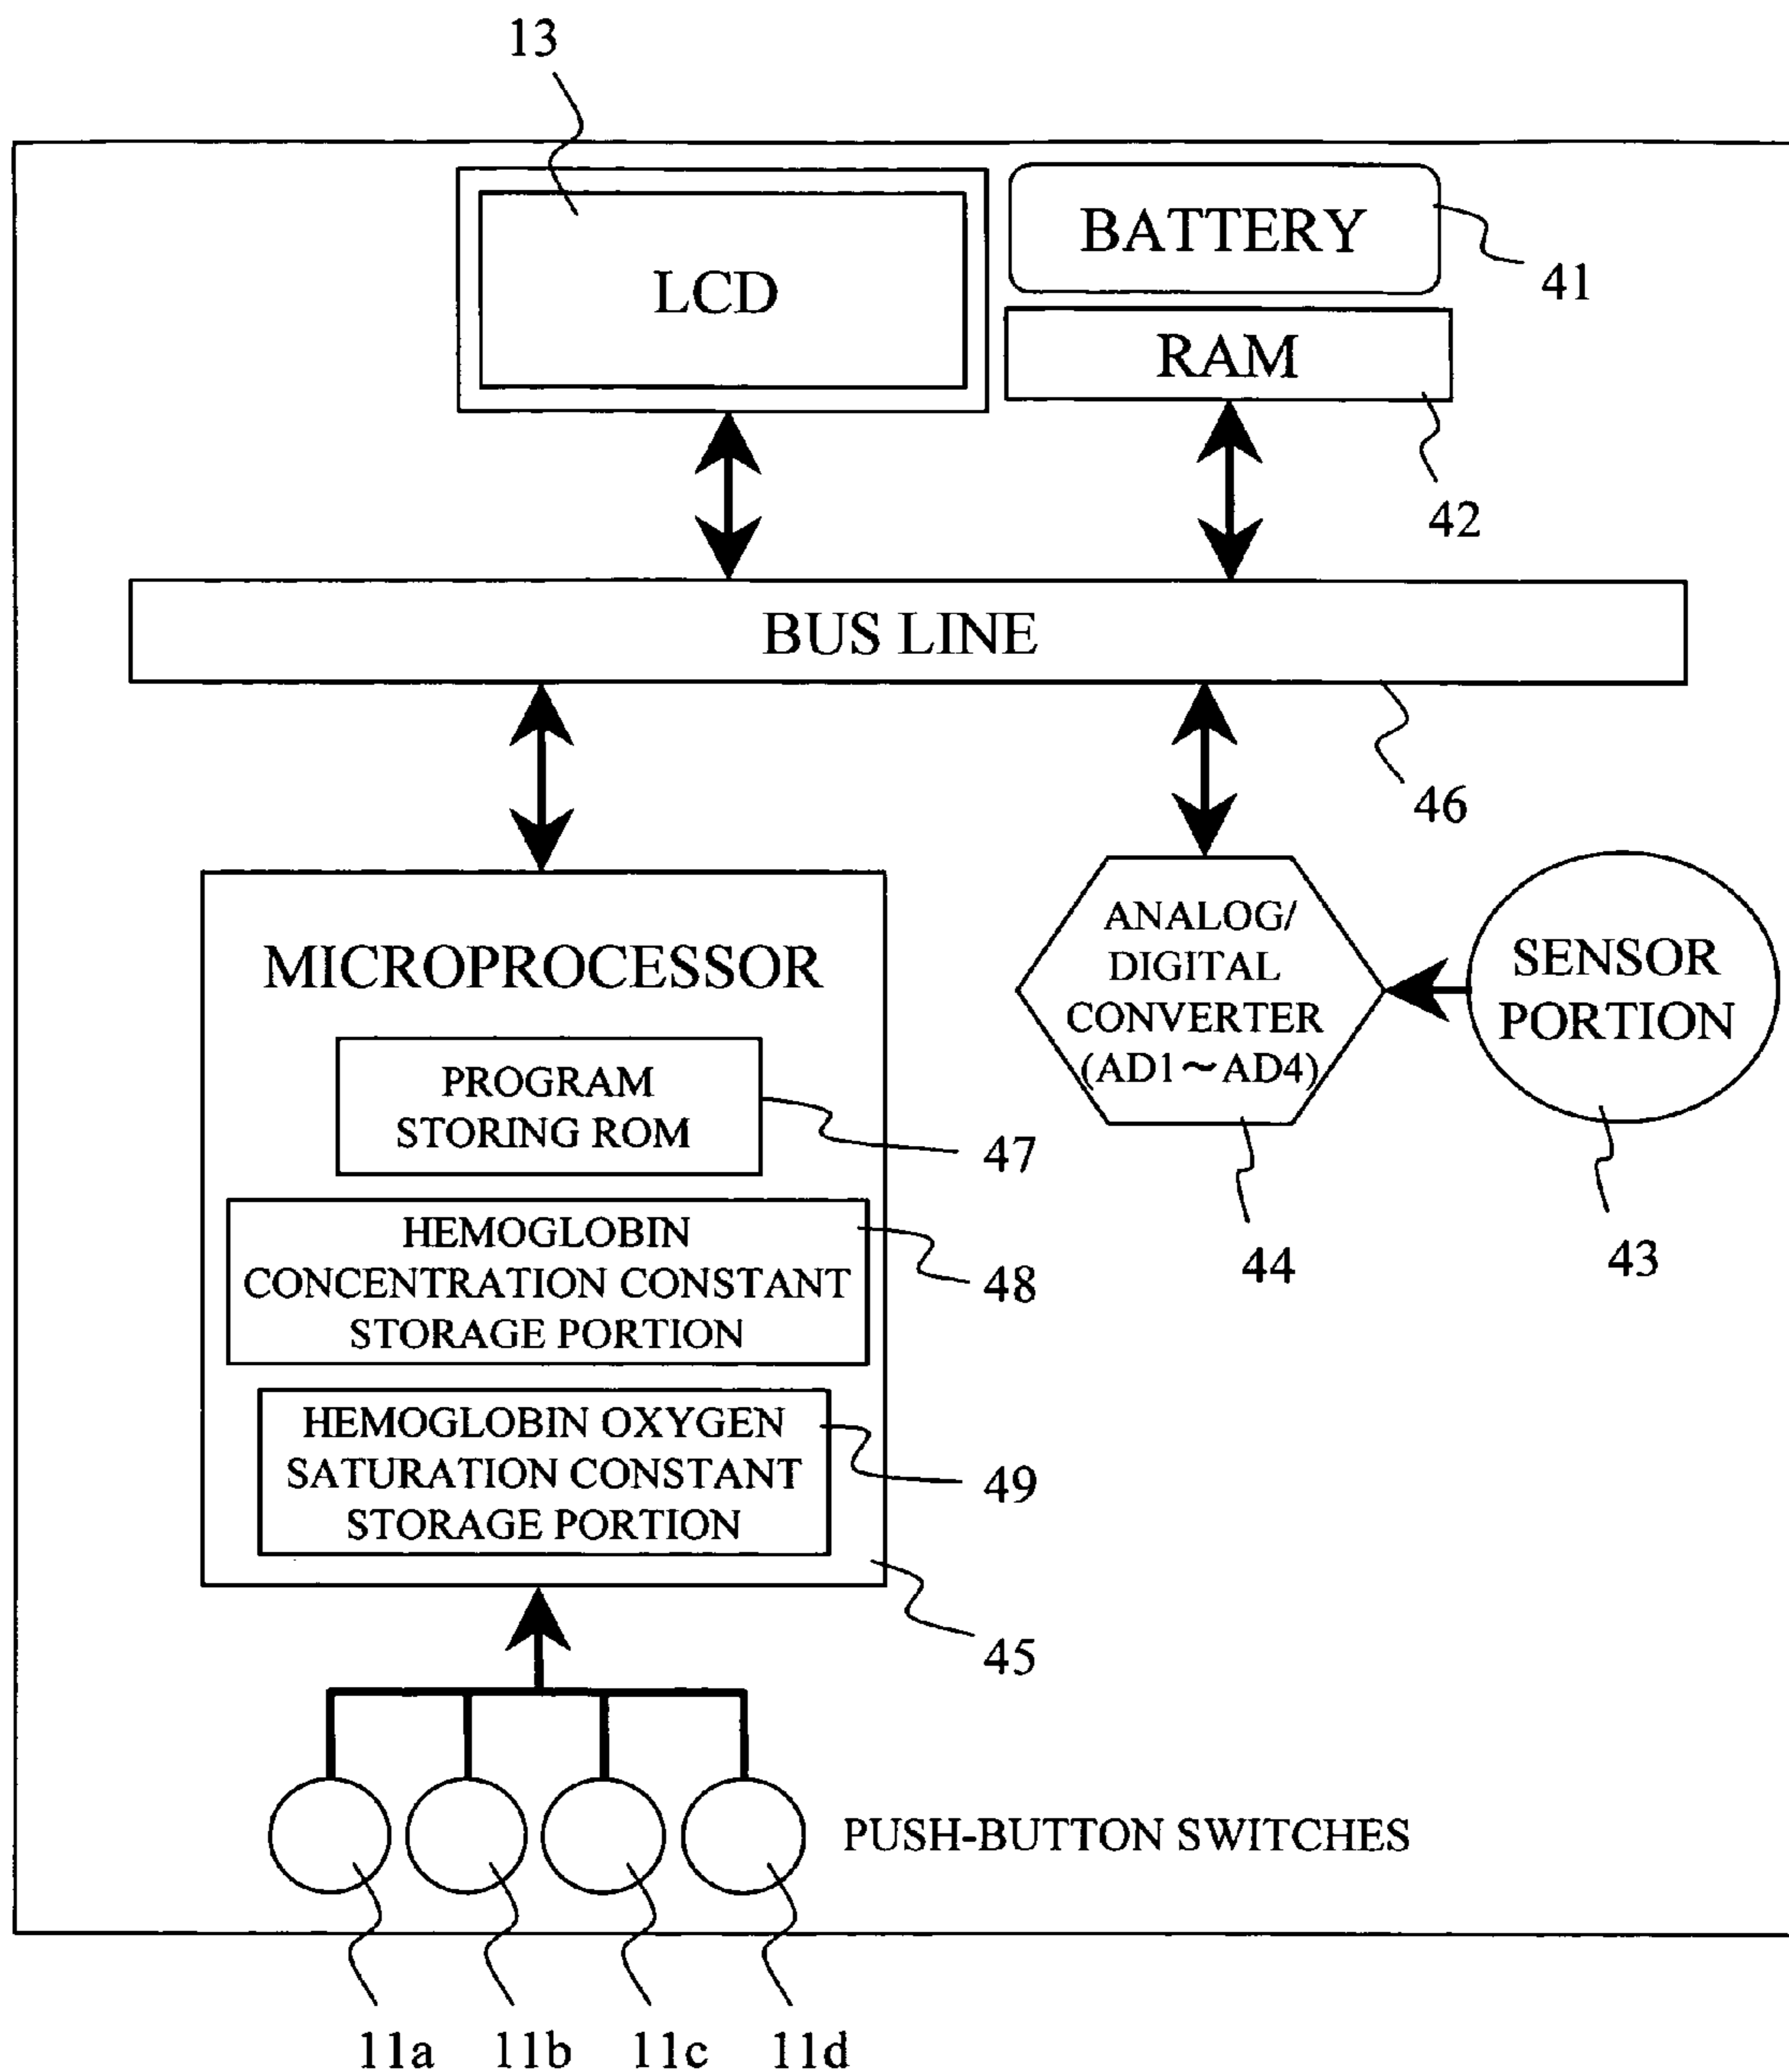 13
BATTERY
LCD
41
RAM
42
BUS LINE
46
ANALOG/
DIGITAL
CONVERTER
(AD1~AD4)
SENSOR
PORTION
MICROPROCESSOR
PROGRAM
STORING ROM
47
44
43
HEMOGLOBIN
CONCENTRATION CONSTANT
STORAGE PORTION
48
HEMOGLOBIN OXYGEN
SATURATION CONSTANT
STORAGE PORTION
49
45
PUSH-BUTTON SWITCHES
11a 11b 11c 11d